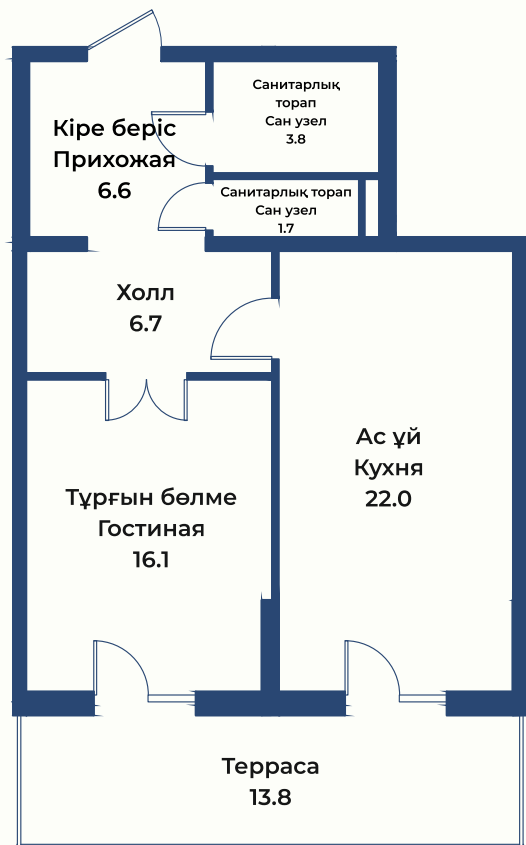 Санитарлық
торап
Сан узел
3.8
Кіре беріс
Прихожая
6.6
Санитарлық торап
Сан узел
1.7
Холл
6.7
Ас ұй
Кухня
22.0
Тұрғын бөлме
Гостиная
16.1
Терраса
13.8